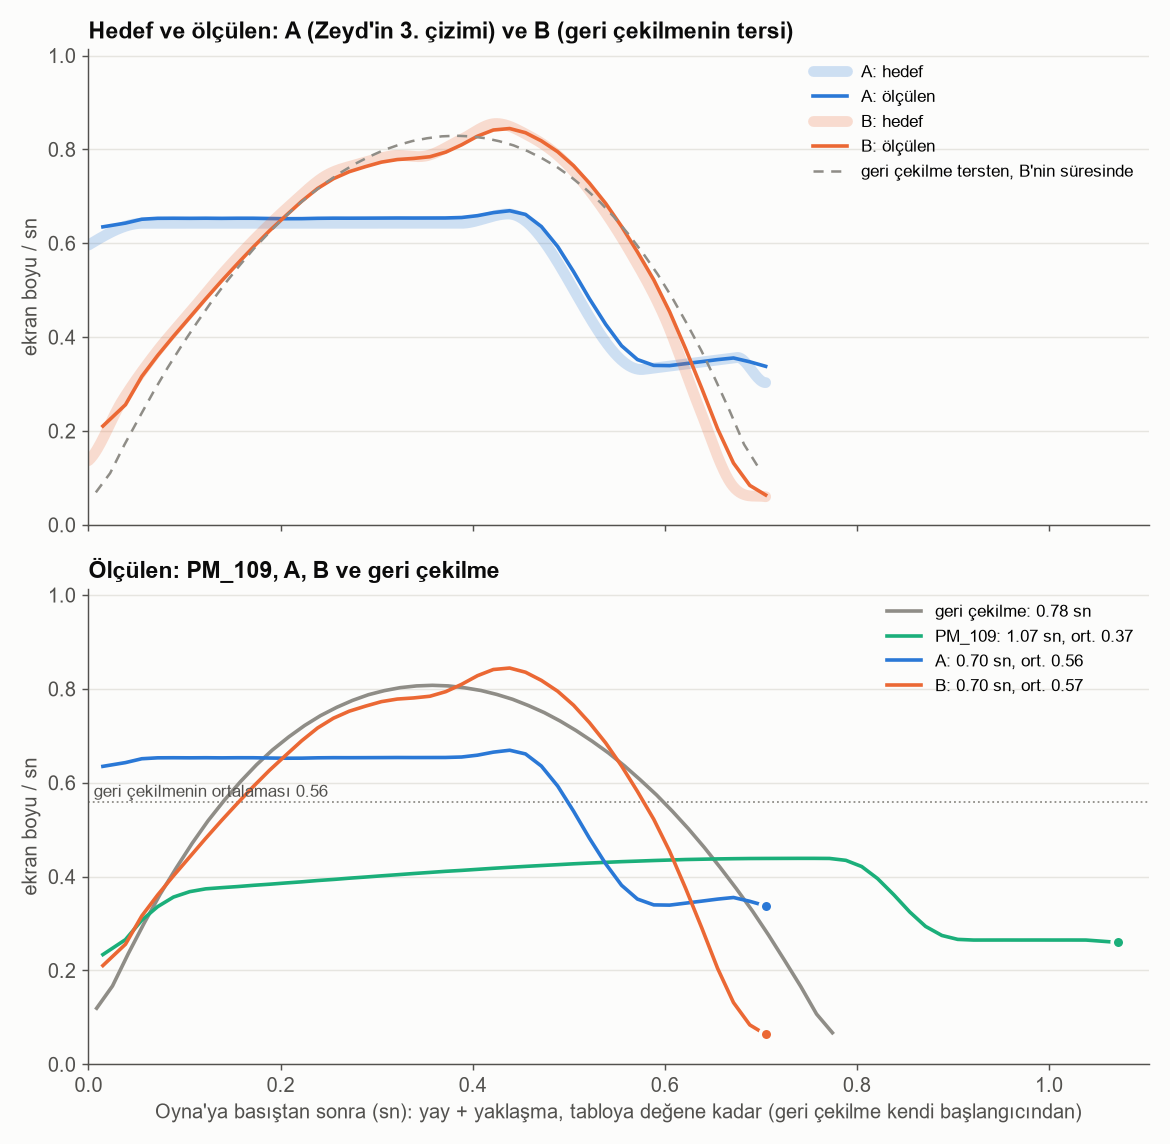 Hedef ve ölçülen: A (Zeyd'in 3. çizimi) ve B (geri çekilmenin tersi)
1.0
0.8
0.6
0.4
0.2
0.0
ekran boyu / sn
A: hedef
A: ölçülen
B: hedef
B: ölçülen
geri çekilme tersten, B'nin süresinde
Ölçülen: PM_109, A, B ve geri çekilme
1.0
0.8
0.6
0.4
0.2
0.0
ekran boyu / sn
geri çekilme: 0.78 sn
PM_109: 1.07 sn, ort. 0.37
A: 0.70 sn, ort. 0.56
B: 0.70 sn, ort. 0.57
geri çekilmenin ortalaması 0.56
0.0 0.2 0.4 0.6 0.8 1.0
Oyna'ya basıştan sonra (sn): yay + yaklaşma, tabloya değene kadar (geri çekilme kendi başlangıcından)